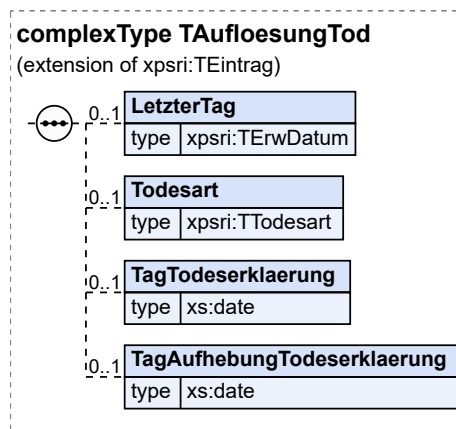 complexType TAufloesungTod
(extension of xpsri:TEintrag)
0..1 LetzterTag
type xpsri:TErwDatum
0..1 Todesart
type xpsri:TTodesart
0..1 TagTodeserklaerung
type xs:date
0..1 TagAufhebungTodeserklaerung
type xs:date